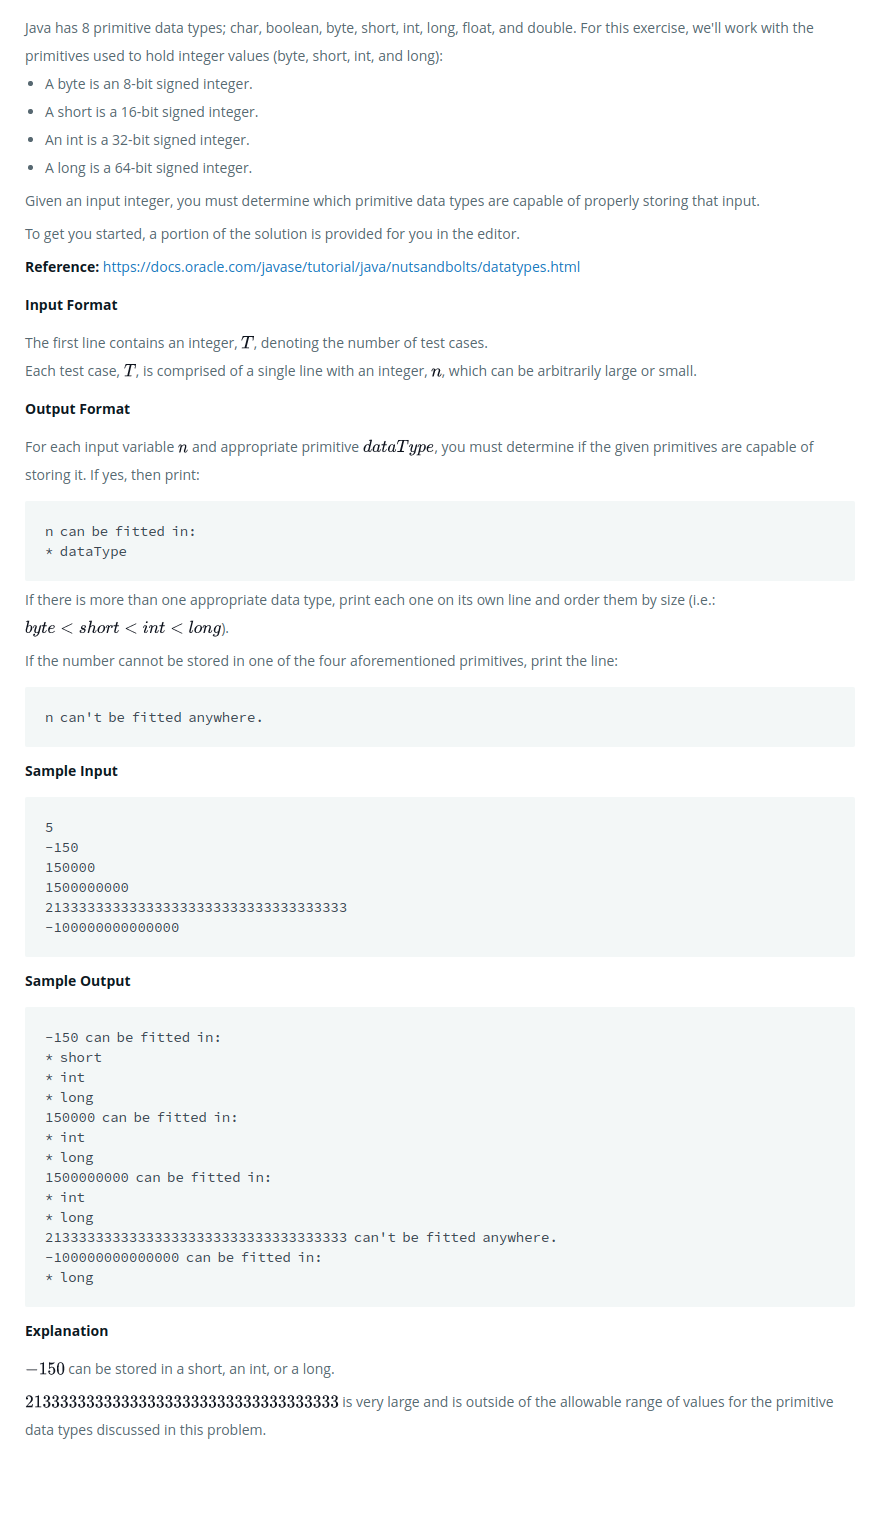 Java has 8 primitive data types; char, boolean, byte, short, int, long, float, and double. For this exercise, we'll work with the
primitives used to hold integer values (byte, short, int, and long):
• A byte is an 8-bit signed integer.
• A short is a 16-bit signed integer.
• An int is a 32-bit signed integer.
• A long is a 64-bit signed integer.
Given an input integer, you must determine which primitive data types are capable of properly storing that input.
To get you started, a portion of the solution is provided for you in the editor.
Reference: https://docs.oracle.com/javase/tutorial/java/nutsandbolts/datatypes.html
Input Format
The first line contains an integer, T, denoting the number of test cases.
Each test case, T, is comprised of a single line with an integer, n, which can be arbitrarily large or small.
Output Format
For each input variable n and appropriate primitive dataType, you must determine if the given primitives are capable of
storing it. If yes, then print:
n can be fitted in:
* dataType
If there is more than one appropriate data type, print each one on its own line and order them by size (i.e.:
byte < short < int < long).
If the number cannot be stored in one of the four aforementioned primitives, print the line:
n can't be fitted anywhere.
Sample Input
5
-150
150000
1500000000
213333333333333333333333333333333333
-100000000000000
Sample Output
-150 can be fitted in:
* short
* int
* long
150000 can be fitted in:
* int
* long
1500000000 can be fitted in:
* int
* long
213333333333333333333333333333333333 can't be fitted anywhere.
-100000000000000 can be fitted in:
* long
Explanation
−150 can be stored in a short, an int, or a long.
213333333333333333333333333333333333 is very large and is outside of the allowable range of values for the primitive
data types discussed in this problem.